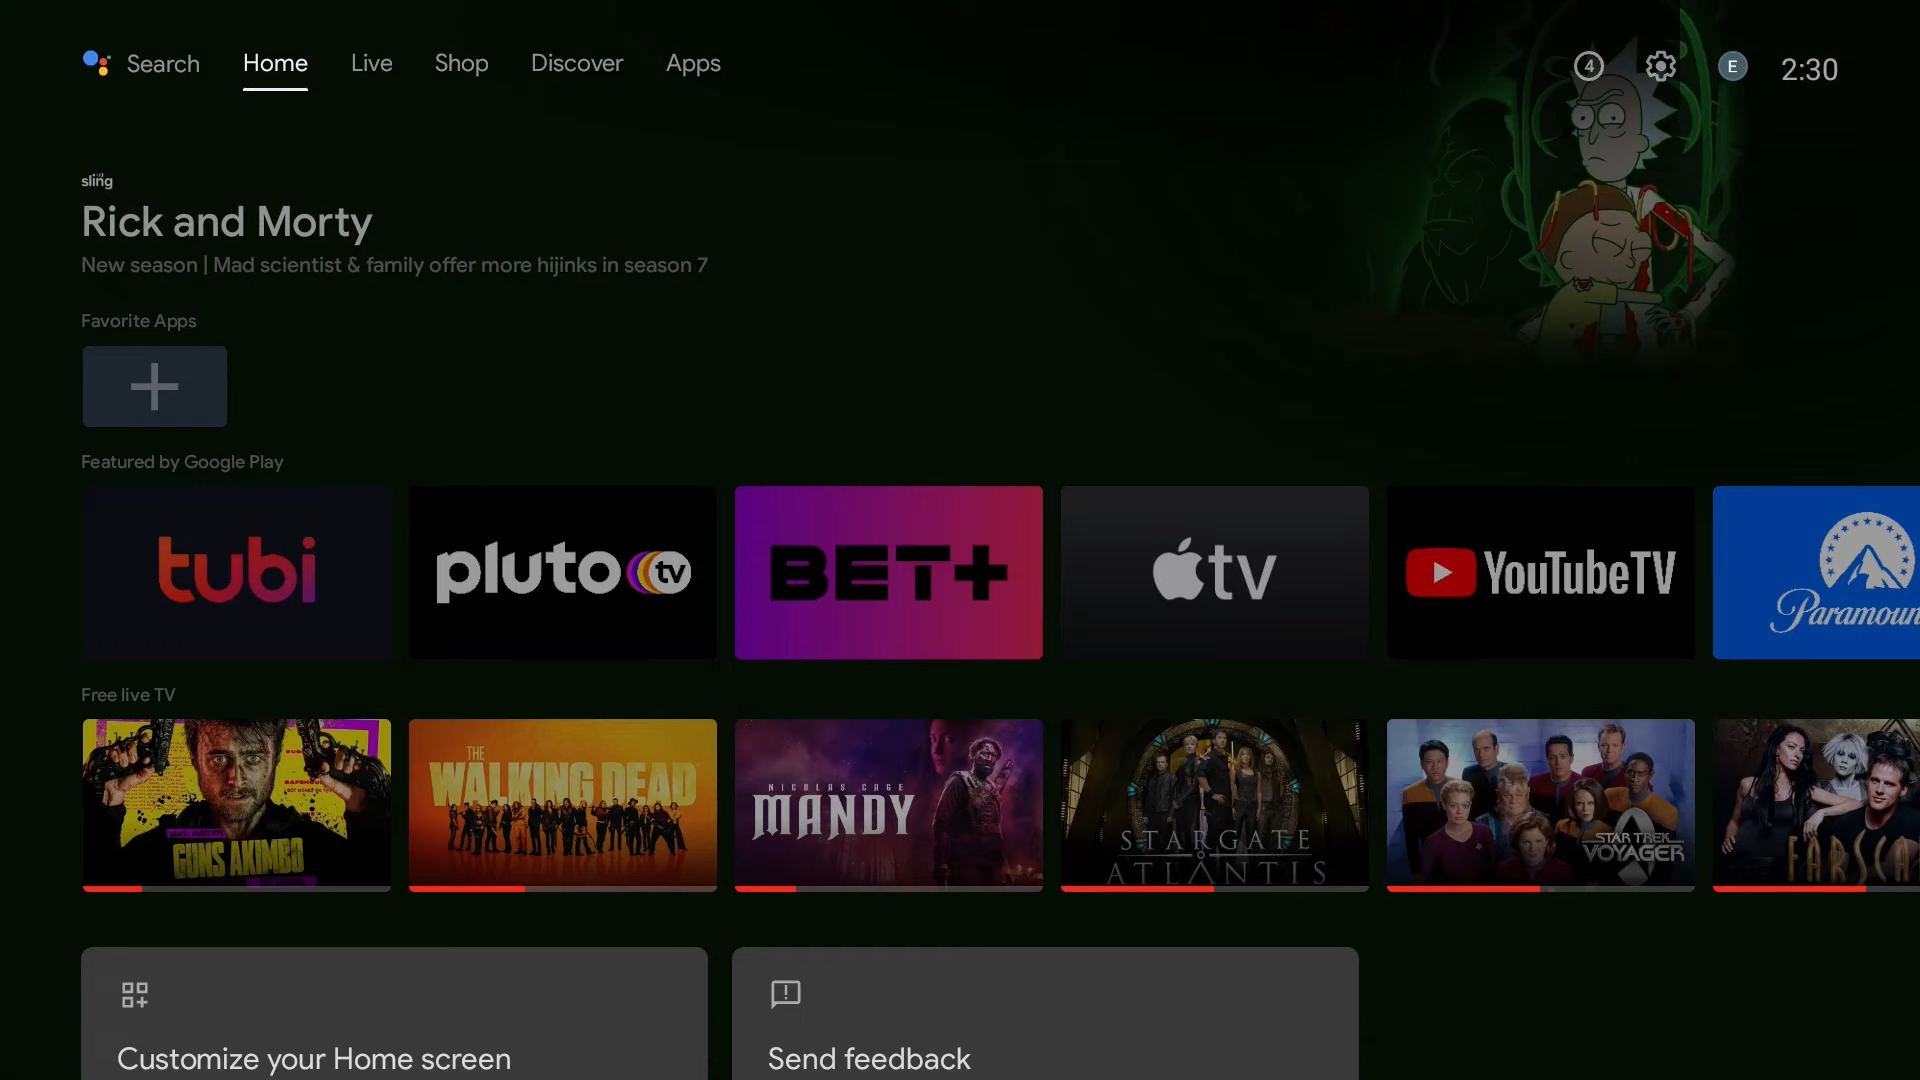 Search Home Live Shop Discover Apps
4 E 2:30
sling
Rick and Morty
New season | Mad scientist & family offer more hijinks in season 7
Favorite Apps
Featured by Google Play
tubi
pluto tv
BET+
tv
YouTubeTV
Paramoun
Free live TV
DANIEL RADCLIFFE
GUNS AKIMBO
THE
WALKING DEAD
NICOLAS CAGE
MANDY
STARGATE
ATLANTIS
STAR TREK
VOYAGER
FARSCA
Customize your Home screen
Send feedback